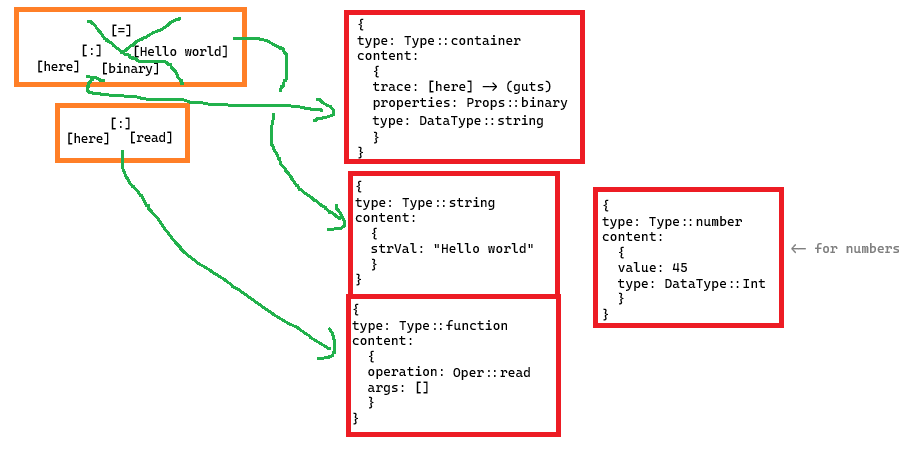 [=]
[:] [Hello world]
[here] [binary]
[:]
[here] [read]
{
type: Type::container
content:
{
trace: [here] -> (guts)
properties: Props::binary
type: DataType::string
}
}
{
type: Type::string
content:
{
strVal: "Hello world"
}
}
{
type: Type::function
content:
{
operation: Oper::read
args: []
}
}
{
type: Type::number
content:
{
value: 45
type: DataType::Int
}
}
<- for numbers